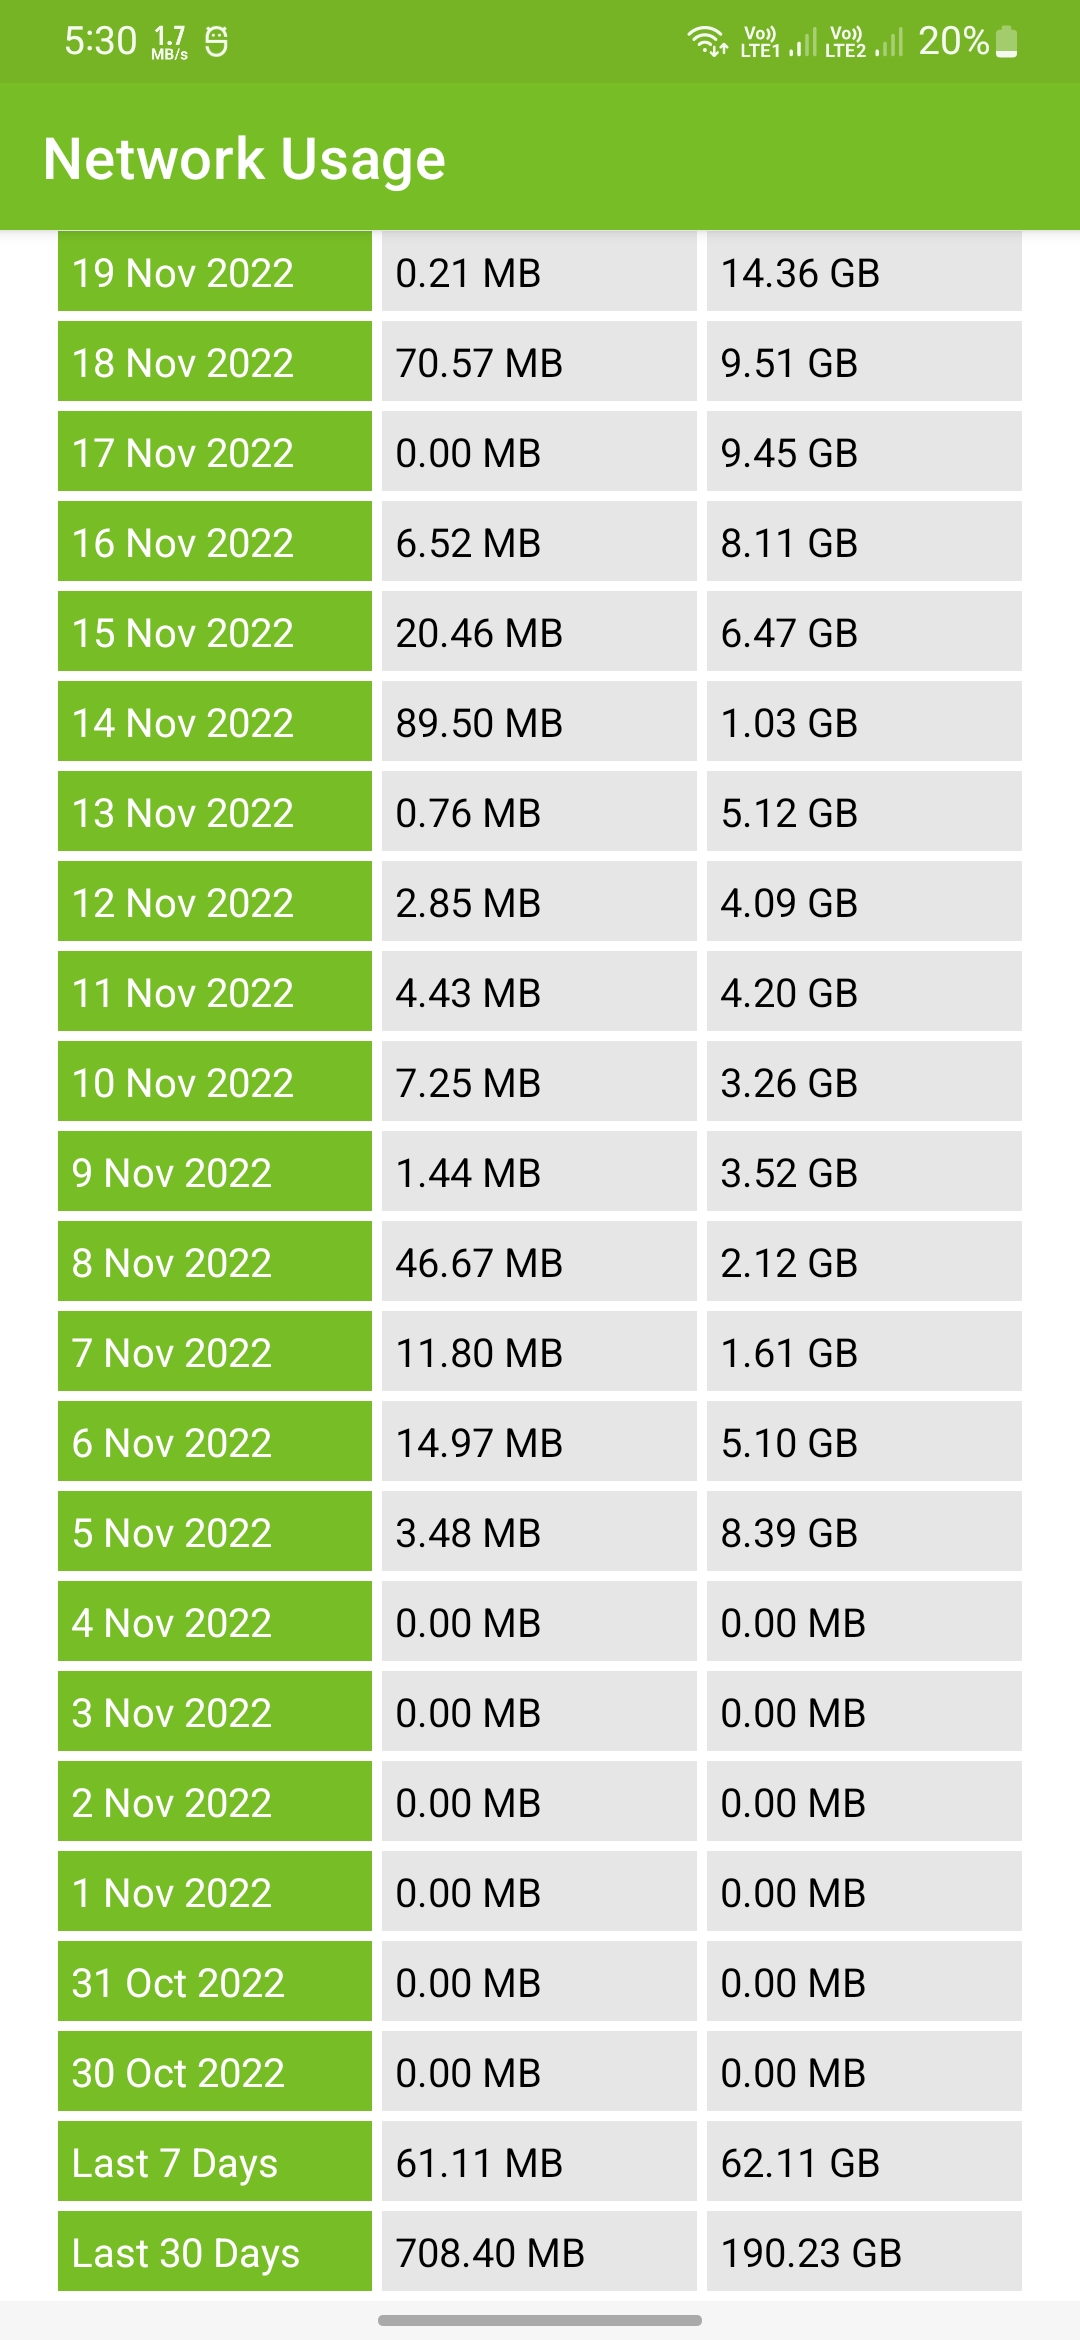 5:30 1.7 MB/s Vo)) LTE1 Vo)) LTE2 20%
Network Usage
19 Nov 2022 0.21 MB 14.36 GB
18 Nov 2022 70.57 MB 9.51 GB
17 Nov 2022 0.00 MB 9.45 GB
16 Nov 2022 6.52 MB 8.11 GB
15 Nov 2022 20.46 MB 6.47 GB
14 Nov 2022 89.50 MB 1.03 GB
13 Nov 2022 0.76 MB 5.12 GB
12 Nov 2022 2.85 MB 4.09 GB
11 Nov 2022 4.43 MB 4.20 GB
10 Nov 2022 7.25 MB 3.26 GB
9 Nov 2022 1.44 MB 3.52 GB
8 Nov 2022 46.67 MB 2.12 GB
7 Nov 2022 11.80 MB 1.61 GB
6 Nov 2022 14.97 MB 5.10 GB
5 Nov 2022 3.48 MB 8.39 GB
4 Nov 2022 0.00 MB 0.00 MB
3 Nov 2022 0.00 MB 0.00 MB
2 Nov 2022 0.00 MB 0.00 MB
1 Nov 2022 0.00 MB 0.00 MB
31 Oct 2022 0.00 MB 0.00 MB
30 Oct 2022 0.00 MB 0.00 MB
Last 7 Days 61.11 MB 62.11 GB
Last 30 Days 708.40 MB 190.23 GB